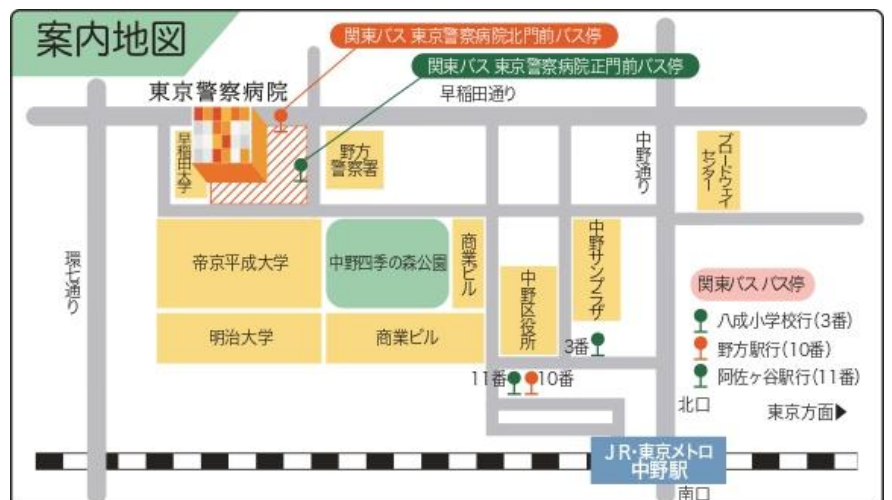 案内地図
関東バス 東京警察病院北門前バス停
関東バス 東京警察病院正門前バス停
東京警察病院
早稲田通り
早稲田大学
野方
警察署
中野通り
ブロードウェイ
センター
環七通り
帝京平成大学
中野四季の森公園
商業ビル
中野サンプラザ
中野区役所
明治大学
商業ビル
3番
11番
10番
関東バス バス停
八成小学校行(3番)
野方駅行(10番)
阿佐ヶ谷駅行(11番)
北口
東京方面▶
JR・東京メトロ
中野駅
南口